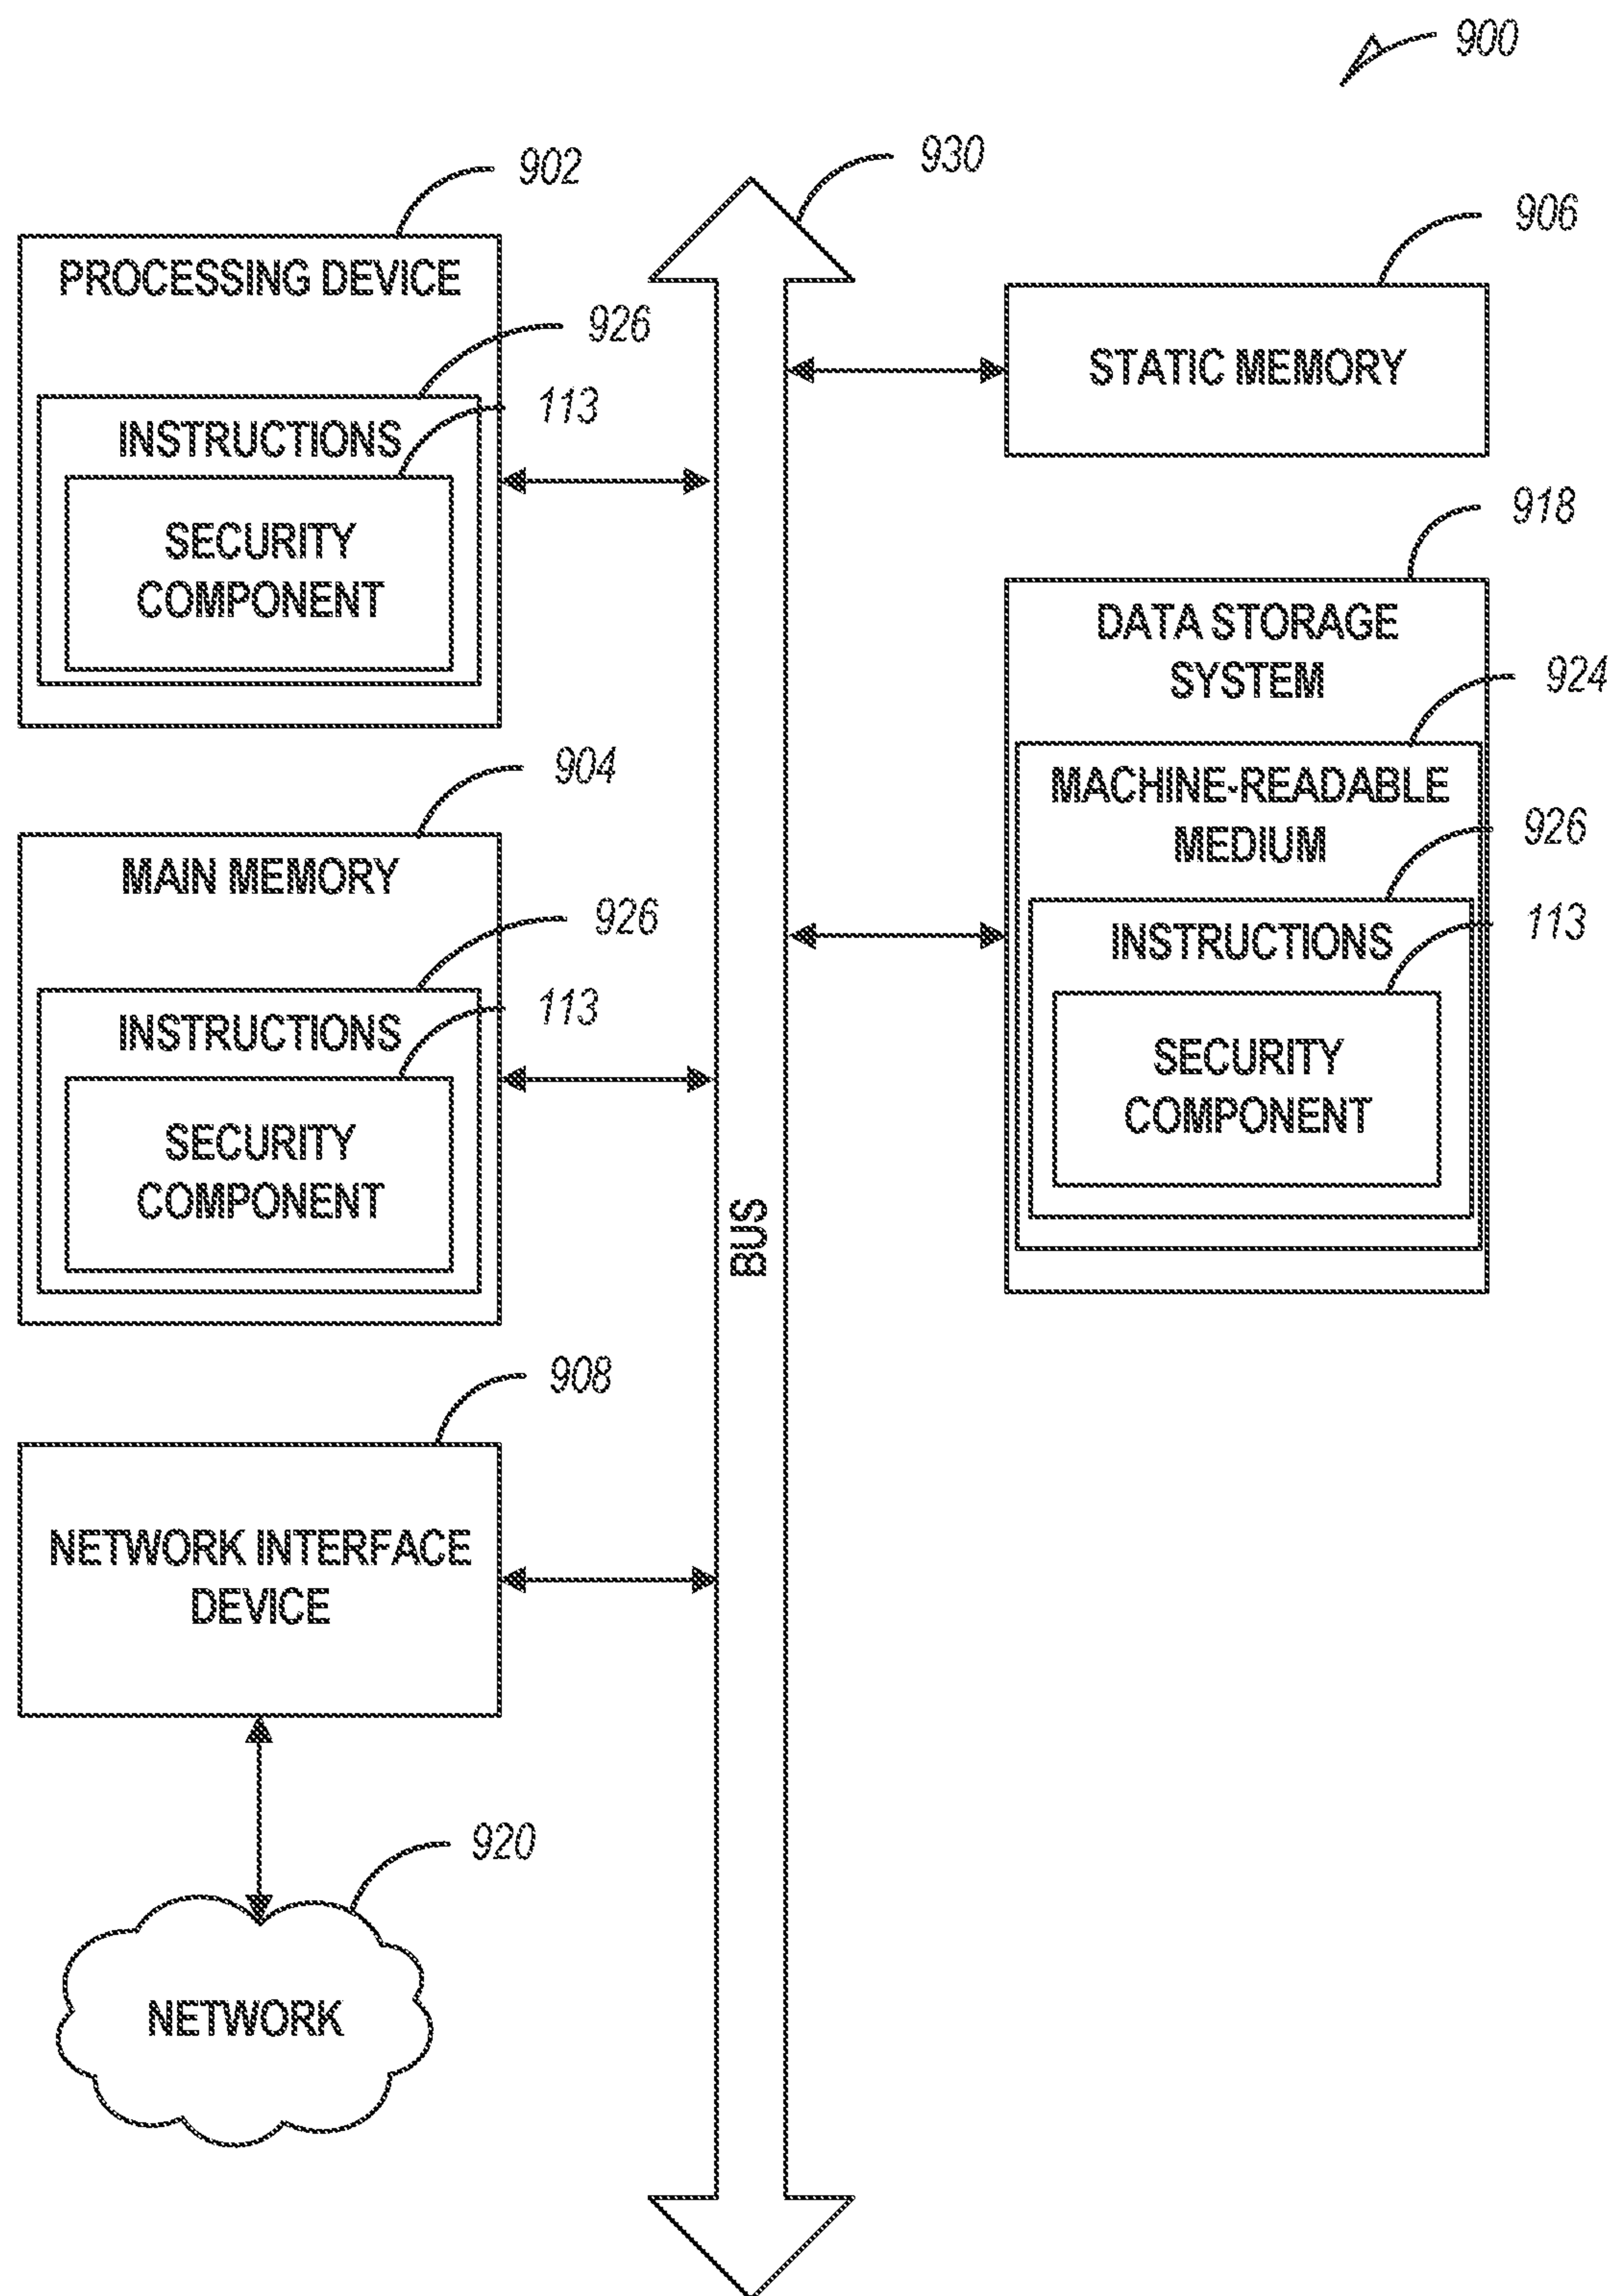 900
902
930
906
PROCESSING DEVICE
926
STATIC MEMORY
113
INSTRUCTIONS
SECURITY
COMPONENT
918
DATA STORAGE
SYSTEM
924
MACHINE-READABLE
MEDIUM
926
INSTRUCTIONS
113
SECURITY
COMPONENT
904
MAIN MEMORY
926
INSTRUCTIONS
113
SECURITY
COMPONENT
BUS
908
NETWORK INTERFACE
DEVICE
920
NETWORK